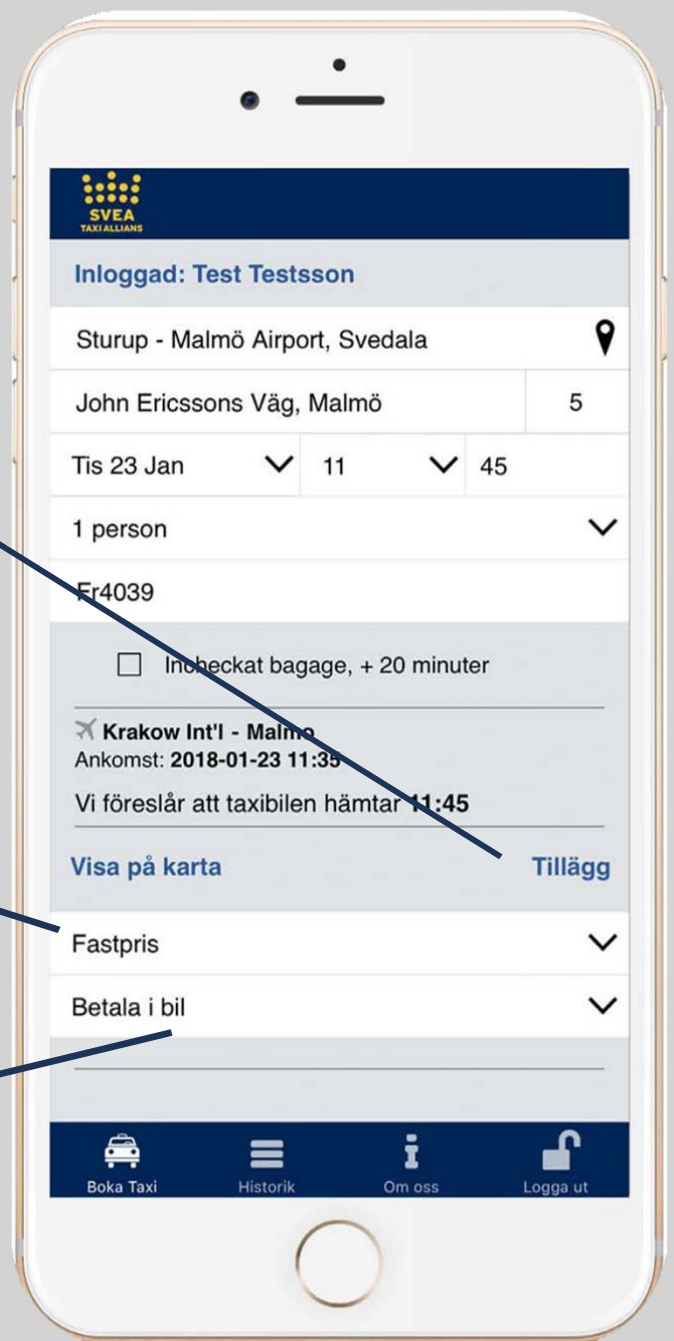 SVEA
TAXI ALLIANS
Inloggad: Test Testsson
Sturup - Malmö Airport, Svedala
John Ericssons Väg, Malmö 5
Tis 23 Jan 11 45
1 person
Fr4039
Incheckat bagage, + 20 minuter
Krakow Int'l - Malmo
Ankomst: 2018-01-23 11:35
Vi föreslår att taxibilen hämtar 11:45
Visa på karta Tillägg
Fastpris
Betala i bil
Boka Taxi Historik Om oss Logga ut